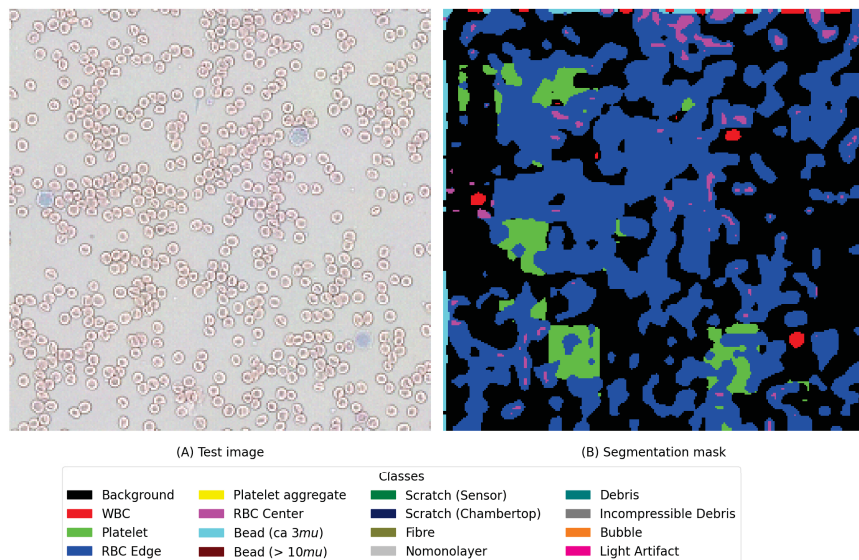 (A) Test image
(B) Segmentation mask
Classes
Background
WBC
Platelet
RBC Edge
Platelet aggregate
RBC Center
Bead (ca 3mu)
Bead (> 10mu)
Scratch (Sensor)
Scratch (Chambertop)
Fibre
Nomonolayer
Debris
Incompressible Debris
Bubble
Light Artifact